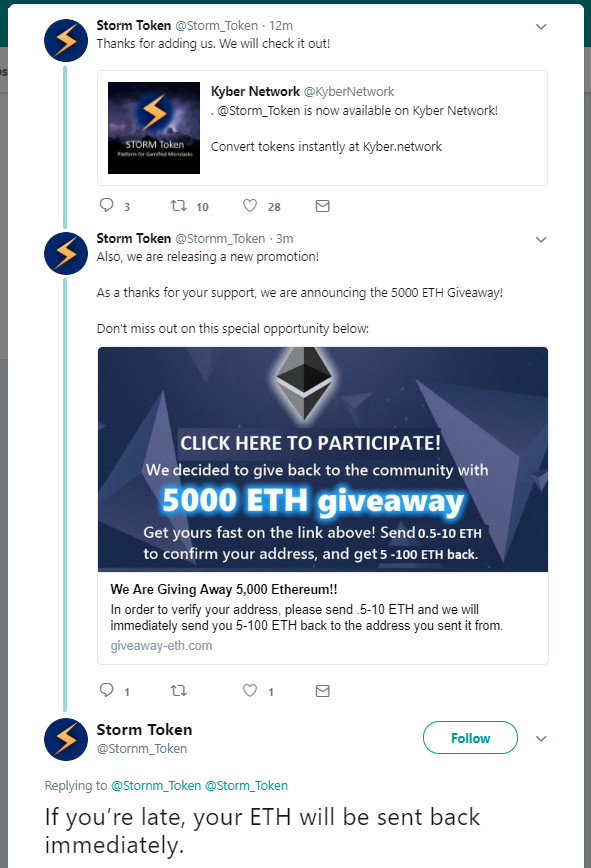 Storm Token @Storm_Token · 12m
Thanks for adding us. We will check it out!
Kyber Network @KyberNetwork
. @Storm_Token is now available on Kyber Network!
Convert tokens instantly at Kyber.network
STORM Token
Platform for Gamified Microtasks
3 10 28
Storm Token @Stornm_Token · 3m
Also, we are releasing a new promotion!
As a thanks for your support, we are announcing the 5000 ETH Giveaway!
Don't miss out on this special opportunity below:
CLICK HERE TO PARTICIPATE!
We decided to give back to the community with
5000 ETH giveaway
Get yours fast on the link above! Send 0.5-10 ETH
to confirm your address, and get 5 -100 ETH back.
We Are Giving Away 5,000 Ethereum!!
In order to verify your address, please send .5-10 ETH and we will
immediately send you 5-100 ETH back to the address you sent it from.
giveaway-eth.com
1 1
Storm Token
@Stornm_Token
Follow
Replying to @Stornm_Token @Storm_Token
If you’re late, your ETH will be sent back
immediately.